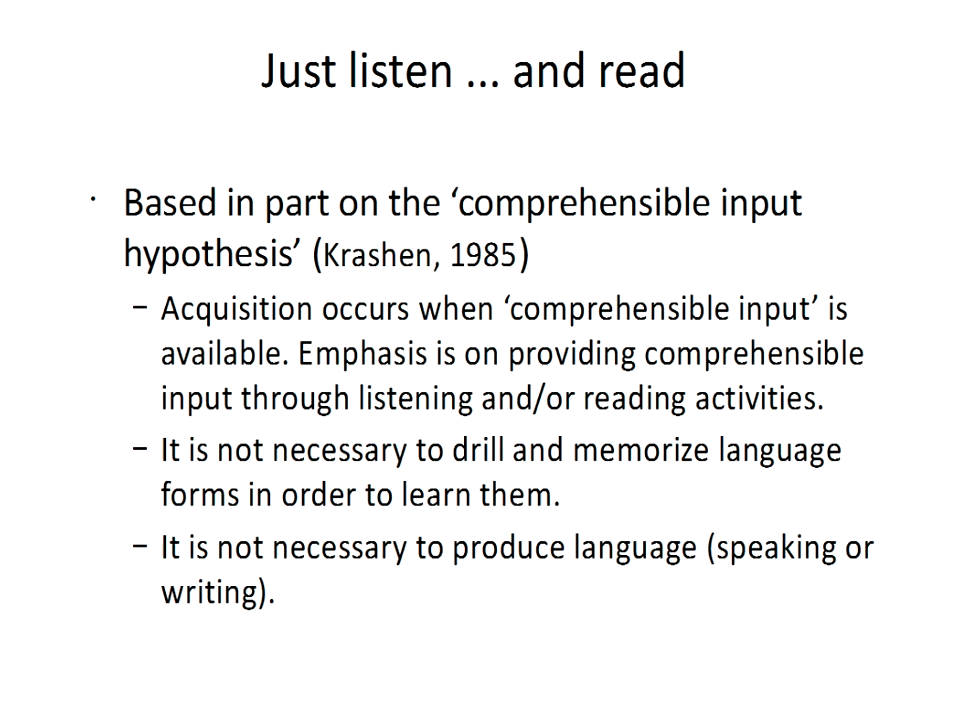 Just listen ... and read
· Based in part on the ‘comprehensible input
hypothesis’ (Krashen, 1985)
– Acquisition occurs when ‘comprehensible input’ is
available. Emphasis is on providing comprehensible
input through listening and/or reading activities.
– It is not necessary to drill and memorize language
forms in order to learn them.
– It is not necessary to produce language (speaking or
writing).